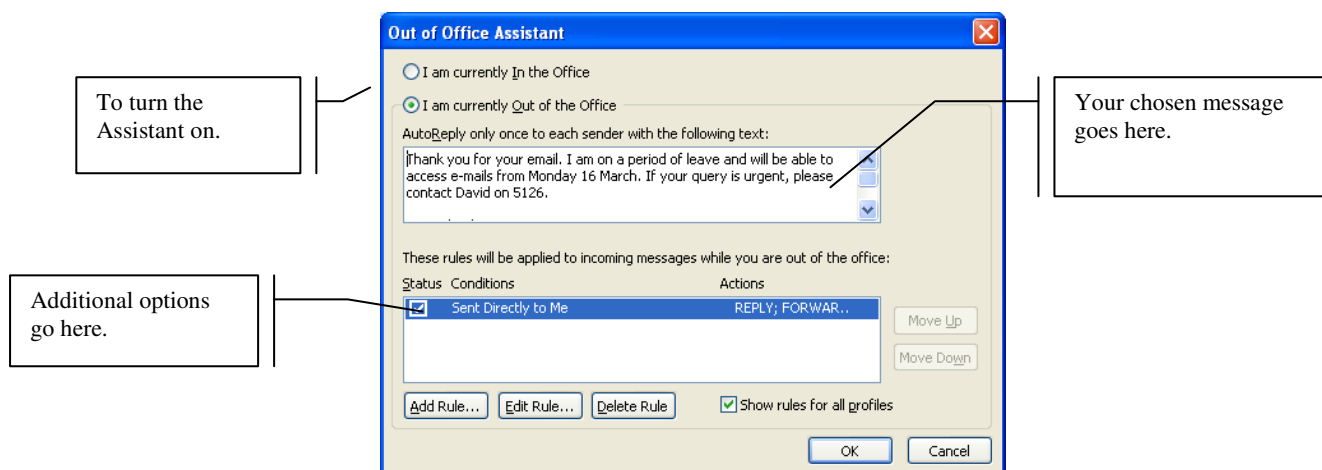 Out of Office Assistant
I am currently In the Office
To turn the
Assistant on.
I am currently Out of the Office
Your chosen message
goes here.
AutoReply only once to each sender with the following text:
Thank you for your email. I am on a period of leave and will be able to
access e-mails from Monday 16 March. If your query is urgent, please
contact David on 5126.
These rules will be applied to incoming messages while you are out of the office:
Status Conditions Actions
Additional options
go here.
Sent Directly to Me REPLY; FORWAR..
Move Up
Move Down
Add Rule... Edit Rule... Delete Rule Show rules for all profiles
OK Cancel